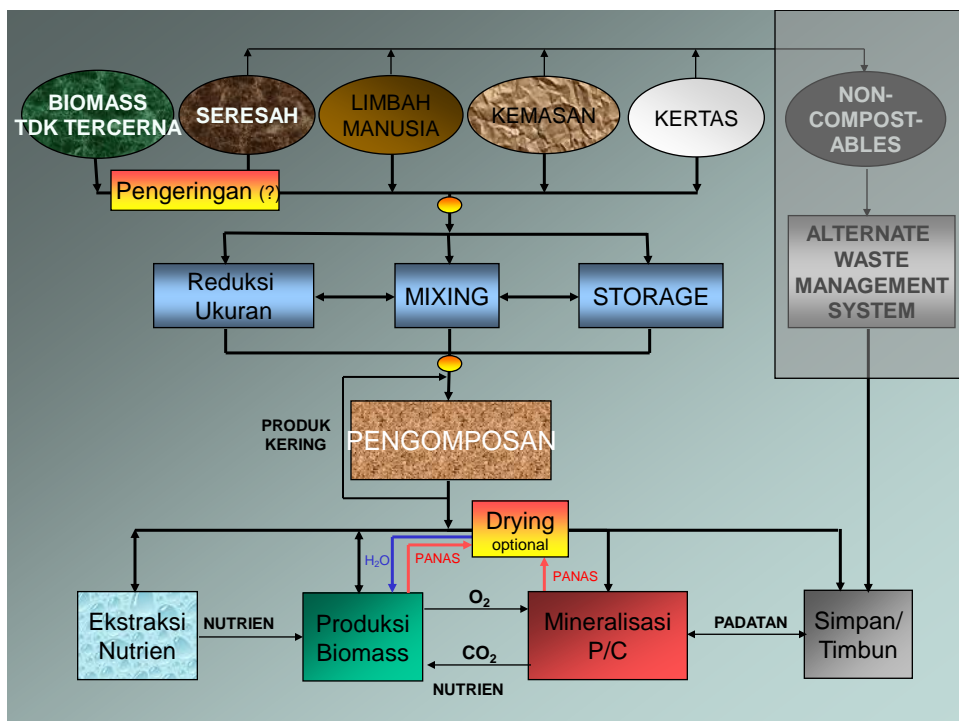 BIOMASS
TDK TERCERNA
SERESAH
LIMBAH
MANUSIA
KEMASAN
KERTAS
NON-
COMPOST-
ABLES
Pengeringan (?)
ALTERNATE
WASTE
MANAGEMENT
SYSTEM
Reduksi
Ukuran
MIXING
STORAGE
PRODUK
KERING
PENGOMPOSAN
Drying
optional
H₂O
PANAS
PANAS
Ekstraksi
Nutrien
NUTRIEN
Produksi
Biomass
O₂
CO₂
NUTRIEN
Mineralisasi
P/C
PADATAN
Simpan/
Timbun